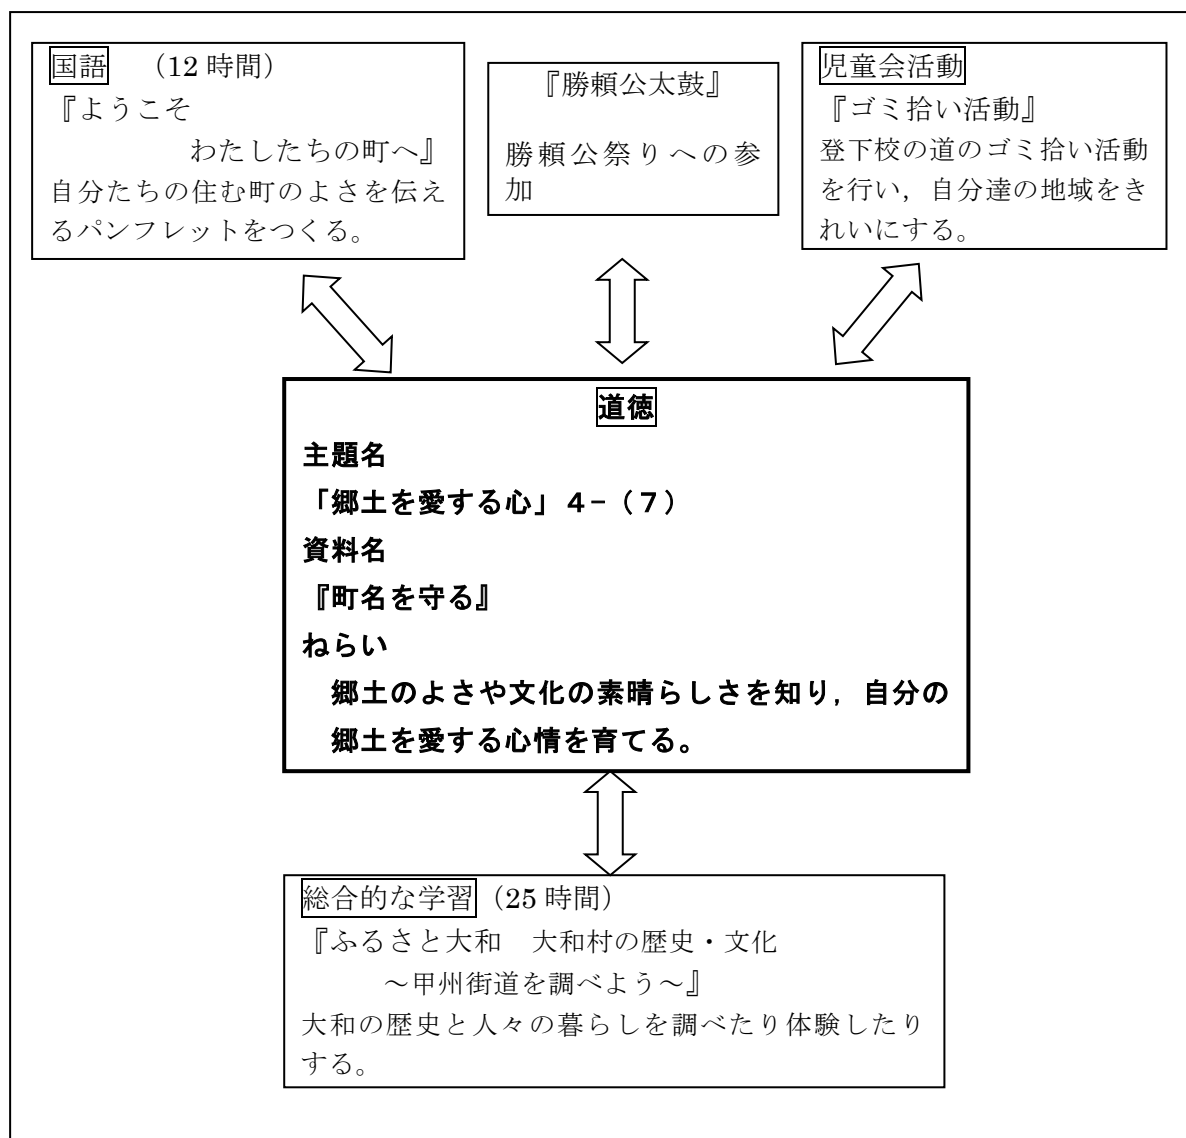 国語　（12 時間）
『ようこそ
わたしたちの町へ』
自分たちの住む町のよさを伝え
るパンフレットをつくる。
『勝頼公太鼓』
勝頼公祭りへの参
加
児童会活動
『ゴミ拾い活動』
登下校の道のゴミ拾い活動
を行い，自分達の地域をき
れいにする。
道徳
主題名
「郷土を愛する心」４−（７）
資料名
『町名を守る』
ねらい
郷土のよさや文化の素晴らしさを知り，自分の
郷土を愛する心情を育てる。
総合的な学習（25 時間）
『ふるさと大和　大和村の歴史・文化
～甲州街道を調べよう～』
大和の歴史と人々の暮らしを調べたり体験したり
する。